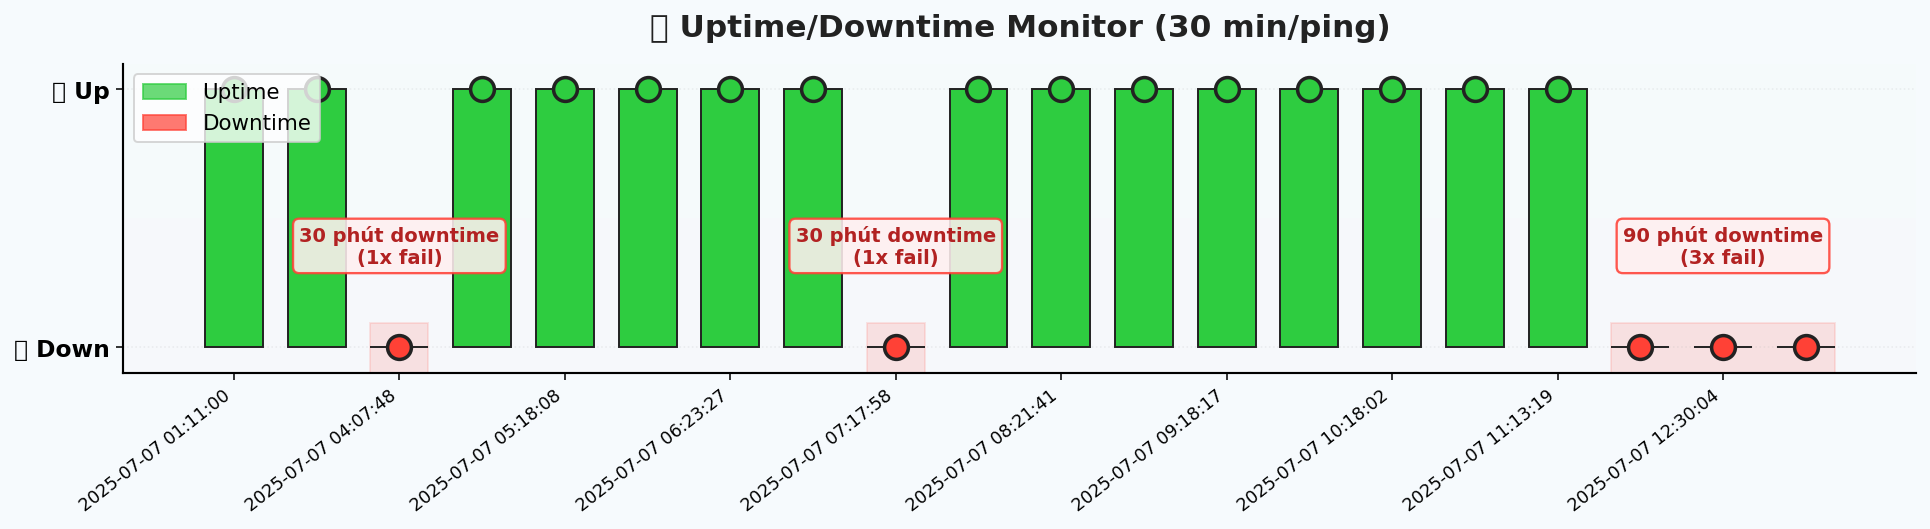 Uptime/Downtime Monitor (30 min/ping)
Up
Uptime
Downtime
30 phút downtime
(1x fail)
30 phút downtime
(1x fail)
90 phút downtime
(3x fail)
Down
2025-07-07 01:11:00
2025-07-07 04:07:48
2025-07-07 05:18:08
2025-07-07 06:23:27
2025-07-07 07:17:58
2025-07-07 08:21:41
2025-07-07 09:18:17
2025-07-07 10:18:02
2025-07-07 11:13:19
2025-07-07 12:30:04